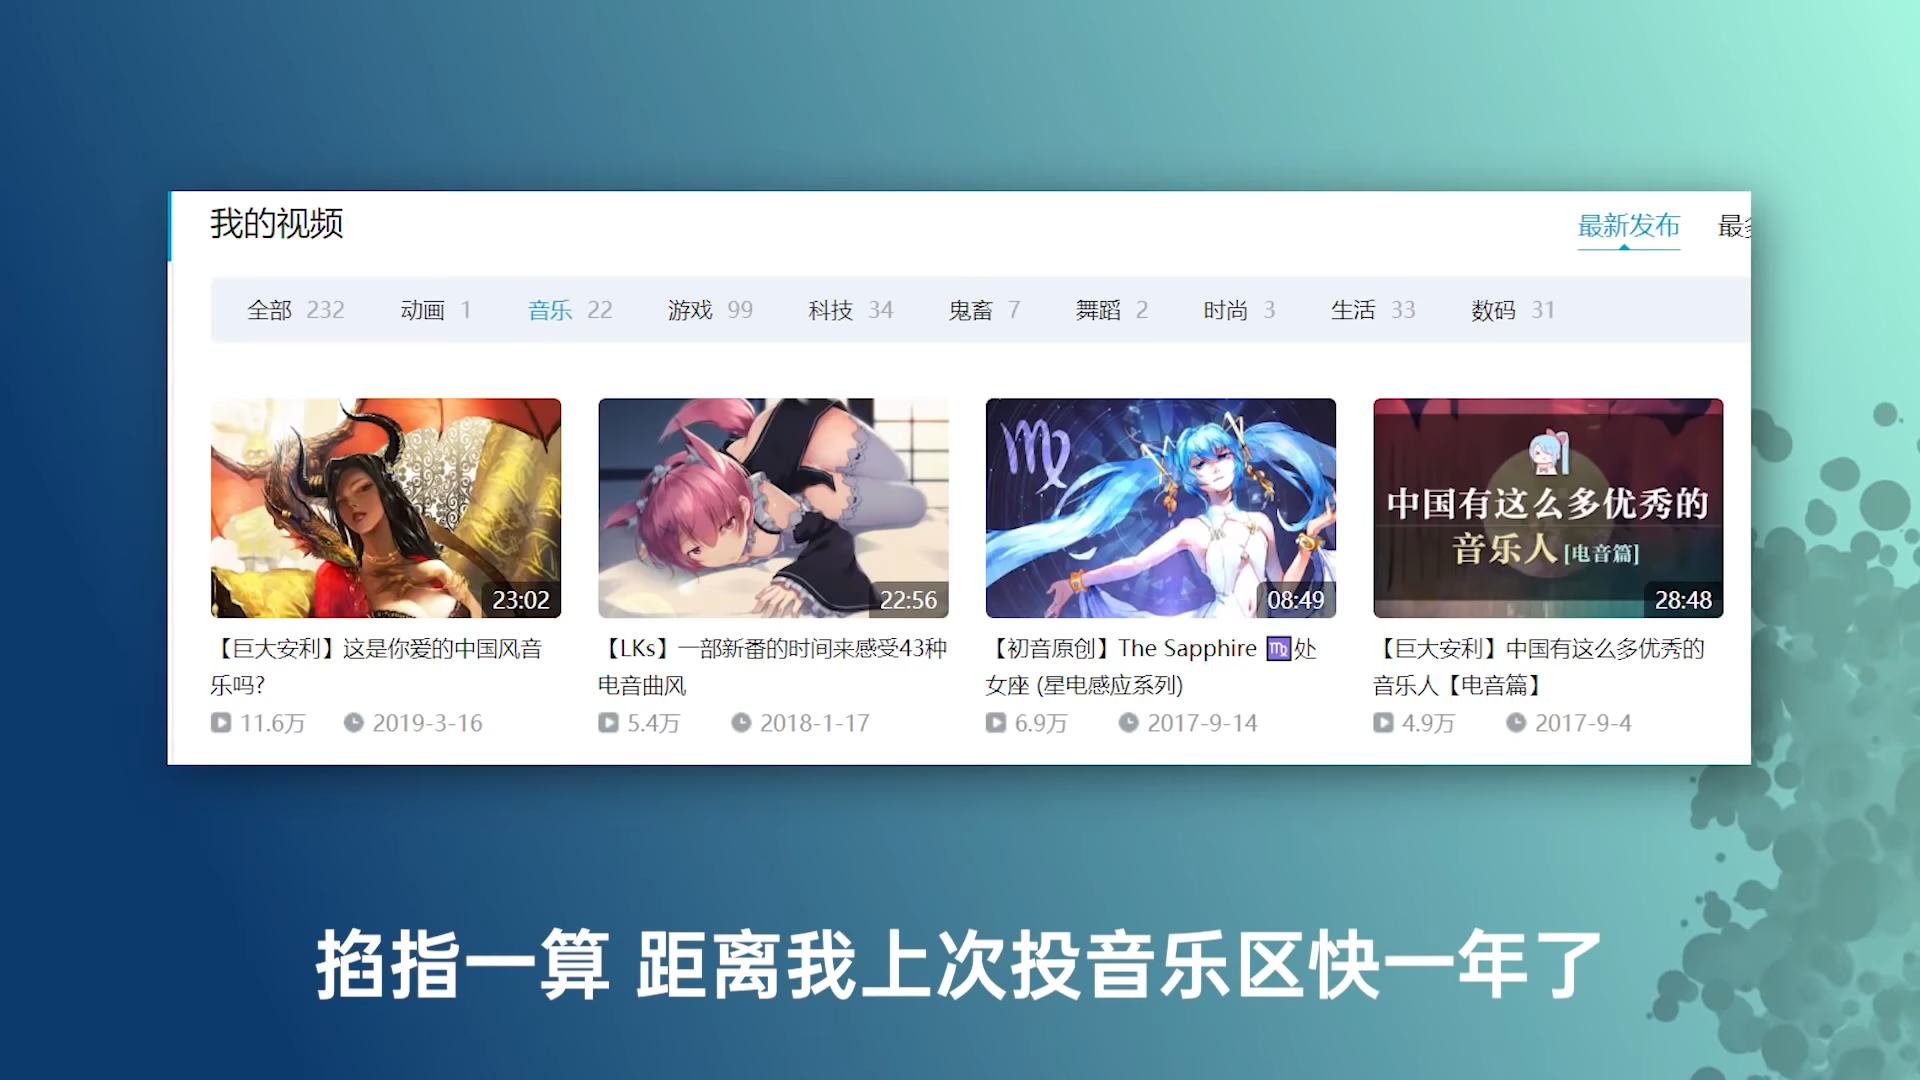 我的视频
最新发布
全部 232 动画 1 音乐 22 游戏 99 科技 34 鬼畜 7 舞蹈 2 时尚 3 生活 33 数码 31
中国有这么多优秀的
音乐人[电音篇]
23:02
22:56
08:49
28:48
【巨大安利】这是你爱的中国风音
乐吗?
11.6万 2019-3-16
【LKs】一部新番的时间来感受43种
电音曲风
5.4万 2018-1-17
【初音原创】The Sapphire ♍处
女座 (星电感应系列)
6.9万 2017-9-14
【巨大安利】中国有这么多优秀的
音乐人【电音篇】
4.9万 2017-9-4
掐指一算 距离我上次投音乐区快一年了